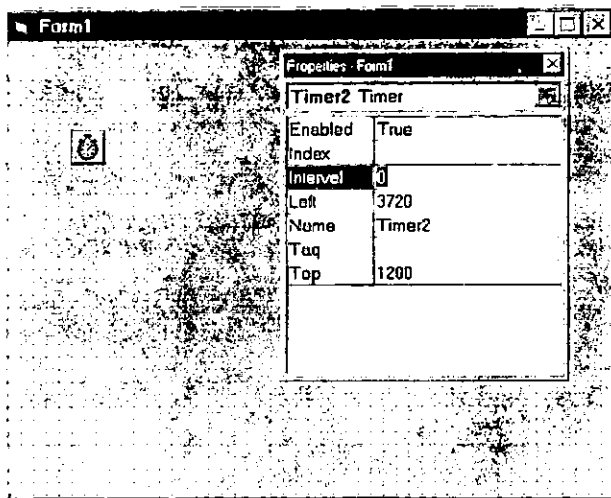 Form1
Properties - Form1
Timer2 Timer
Enabled True
Index
Interval 0
Left 3720
Name Timer2
Tag
Top 1200